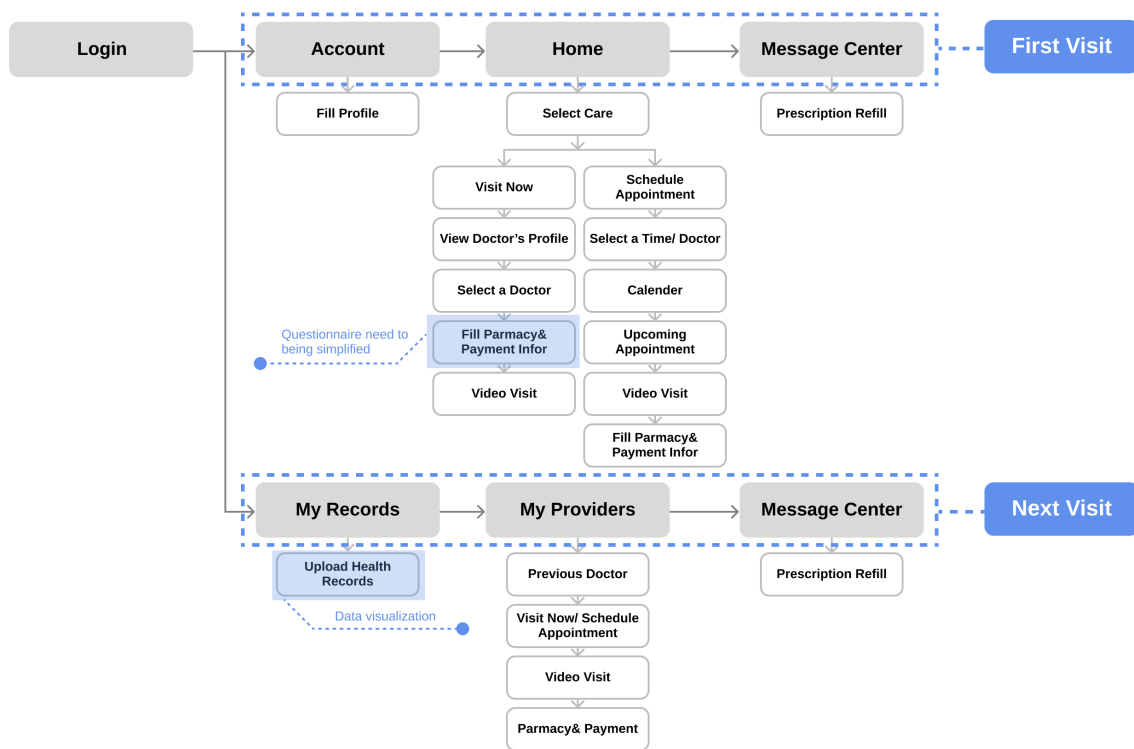 Login
Account
Home
Message Center
First Visit
Fill Profile
Select Care
Prescription Refill
Visit Now
Schedule
Appointment
View Doctor’s Profile
Select a Time/ Doctor
Select a Doctor
Calender
Questionnaire need to
being simplified
Fill Parmacy&
Payment Infor
Upcoming
Appointment
Video Visit
Video Visit
Fill Parmacy&
Payment Infor
My Records
My Providers
Message Center
Next Visit
Upload Health
Records
Previous Doctor
Prescription Refill
Data visualization
Visit Now/ Schedule
Appointment
Video Visit
Parmacy& Payment